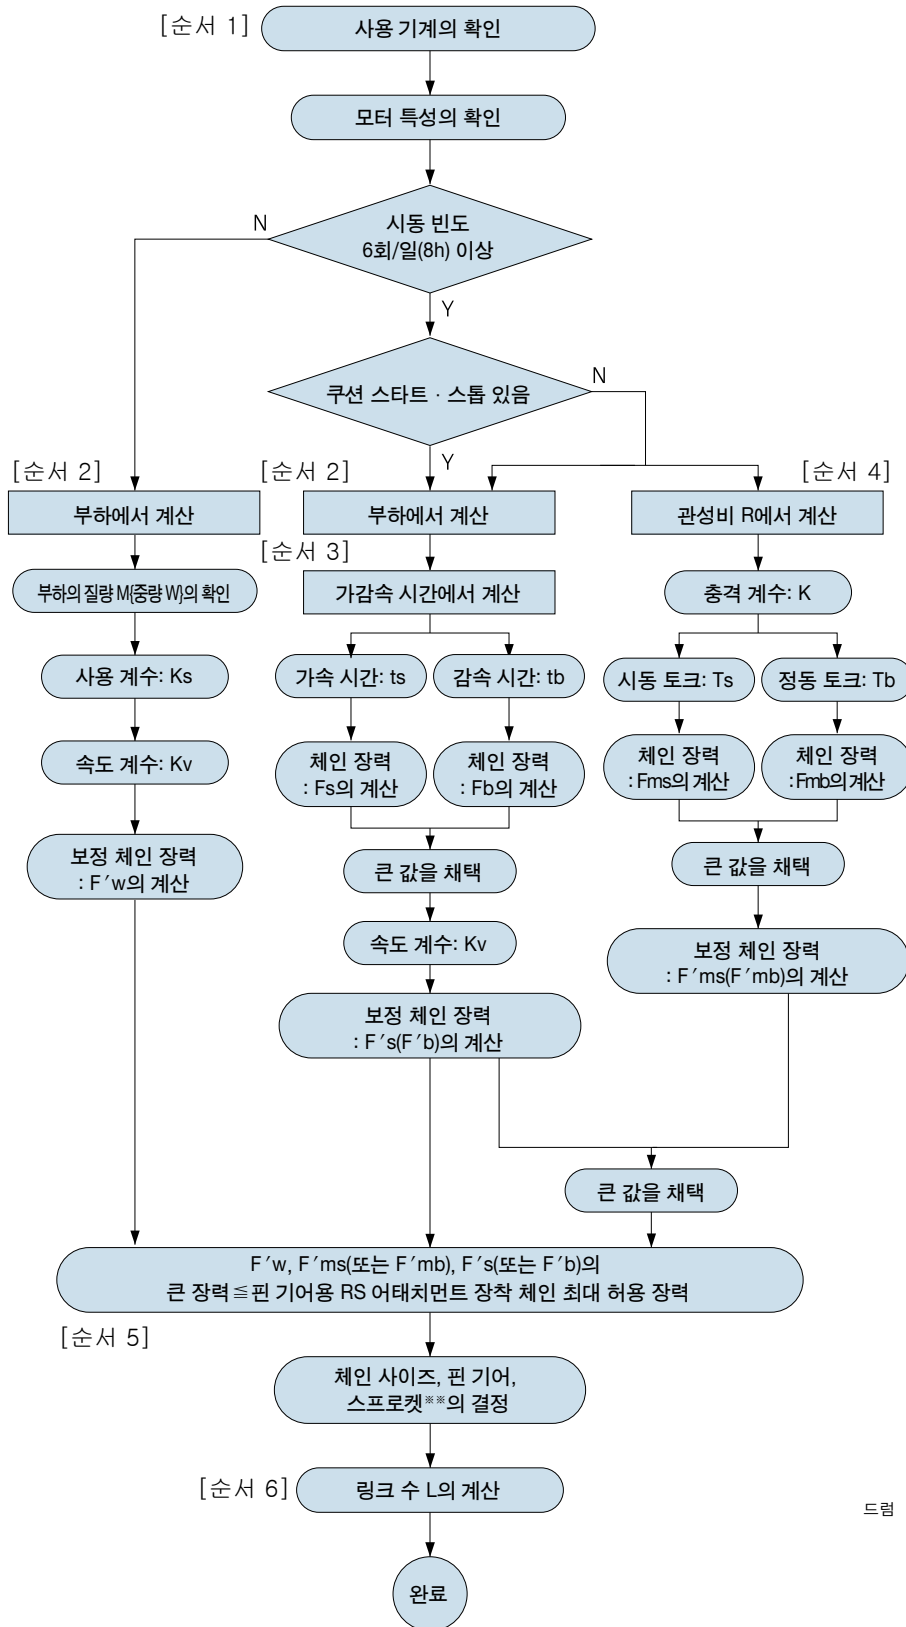 [순서 1]
사용 기계의 확인
모터 특성의 확인
시동 빈도
6회/일(8h) 이상
N
Y
쿠션 스타트 · 스톱 있음
N
Y
[순서 2]
부하에서 계산
부하의 질량 M{중량 W}의 확인
사용 계수: Ks
속도 계수: Kv
보정 체인 장력
: F′w의 계산
[순서 2]
부하에서 계산
[순서 3]
가감속 시간에서 계산
가속 시간: ts
감속 시간: tb
체인 장력
: Fs의 계산
체인 장력
: Fb의 계산
큰 값을 채택
속도 계수: Kv
보정 체인 장력
: F′s(F′b)의 계산
[순서 4]
관성비 R에서 계산
충격 계수: K
시동 토크: Ts
정동 토크: Tb
체인 장력
: Fms의 계산
체인 장력
: Fmb의 계산
큰 값을 채택
보정 체인 장력
: F′ms(F′mb)의 계산
큰 값을 채택
F′w, F′ms(또는 F′mb), F′s(또는 F′b)의
큰 장력≦핀 기어용 RS 어태치먼트 장착 체인 최대 허용 장력
[순서 5]
체인 사이즈, 핀 기어,
스프로켓※※의 결정
[순서 6]
링크 수 L의 계산
드럼
완료